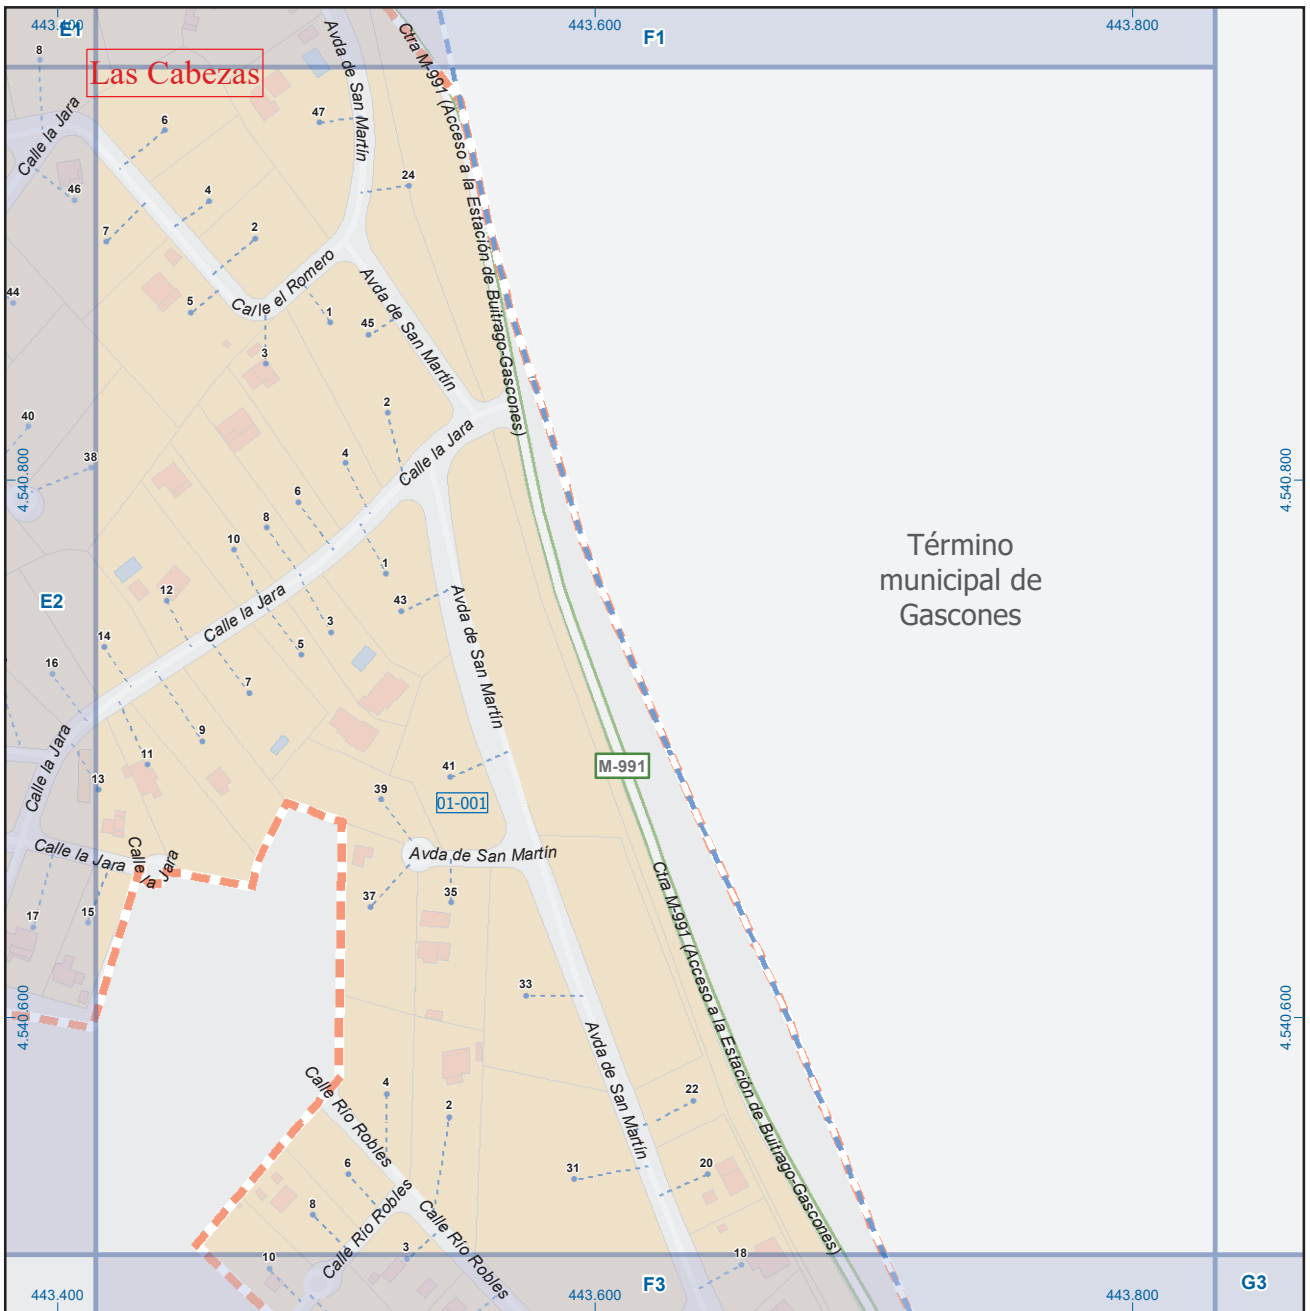 443.400
443.600
443.800
E1
F1
Las Cabezas
8
Calle la Jara
6
47
Avda de San Martín
Ctra M-991 (Acceso a la Estación de Buitrago-Gascones)
24
46
4
7
2
Calle el Romero
44
5
1
45
Avda de San Martín
3
2
40
38
4
Calle la Jara
4.540.800
4.540.800
6
8
10
1
Término
municipal de
Gascones
12
43
E2
Calle la Jara
Avda de San Martín
14
3
5
16
7
9
11
13
Calle la Jara
41
39
M-991
01-001
Calle la Jara
Calle la Jara
Avda de San Martín
37
35
17
15
Ctra M-991 (Acceso a la Estación de Buitrago-Gascones)
33
4.540.600
4.540.600
Avda de San Martín
Calle Río Robles
4
2
22
6
31
20
8
Calle Río Robles
Calle Río Robles
3
10
18
F3
G3
443.400
443.600
443.800